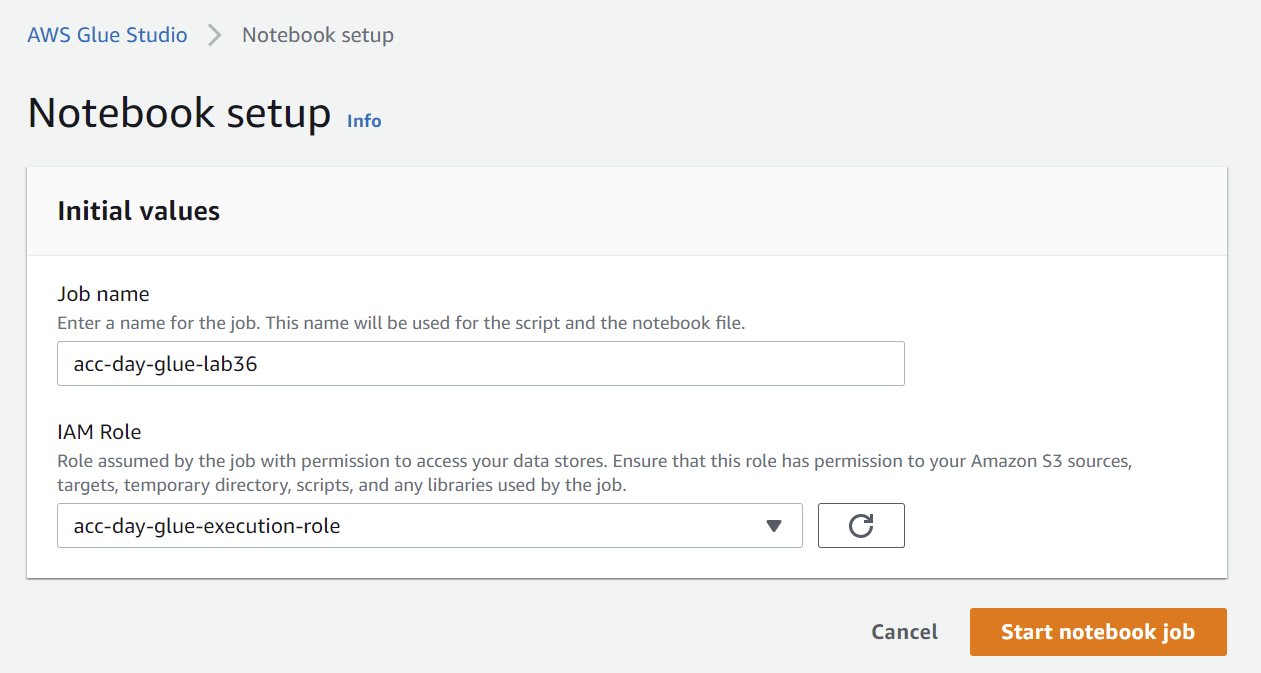 AWS Glue Studio
Notebook setup
Notebook setup
Info
Initial values
Job name
Enter a name for the job. This name will be used for the script and the notebook file.
acc-day-glue-lab36
IAM Role
Role assumed by the job with permission to access your data stores. Ensure that this role has permission to your Amazon S3 sources,
targets, temporary directory, scripts, and any libraries used by the job.
acc-day-glue-execution-role
Cancel
Start notebook job